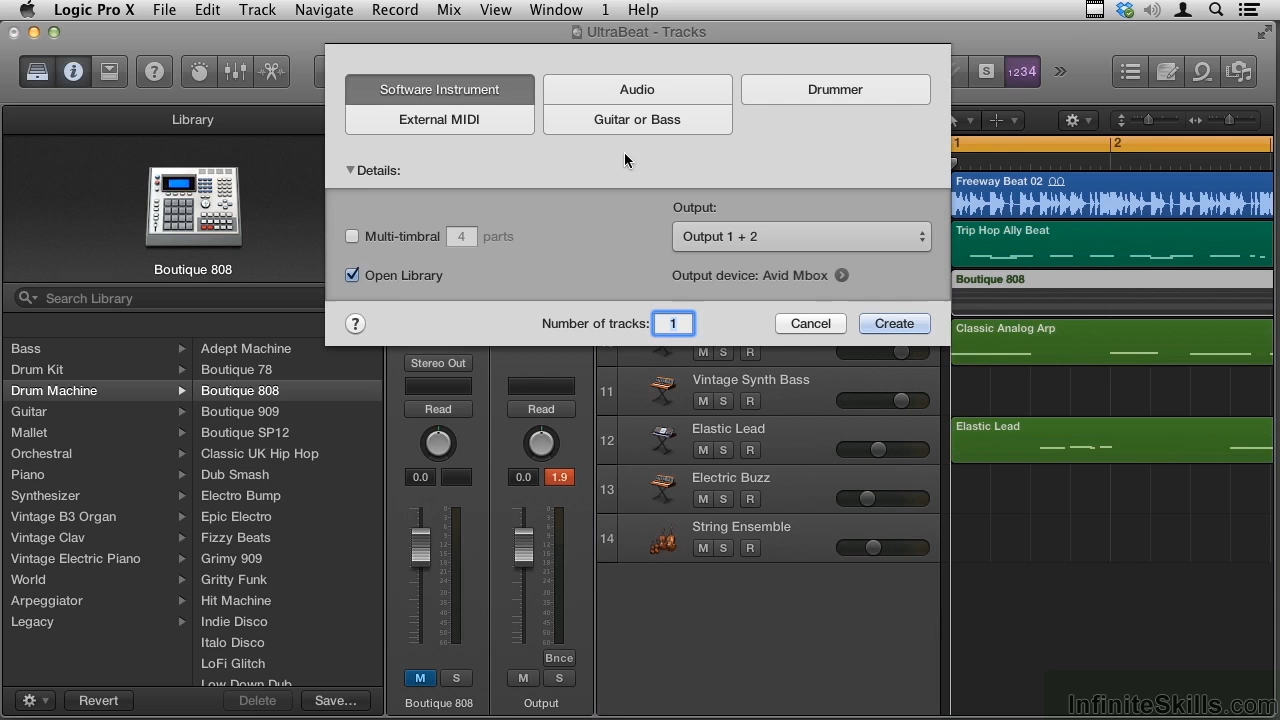 Logic Pro X File Edit Track Navigate Record Mix View Window 1 Help
UltraBeat - Tracks
? S 1234
Library
Software Instrument Audio Drummer
External MIDI Guitar or Bass
Details:
Output:
Multi-timbral 4 parts Output 1 + 2
Open Library Output device: Avid Mbox
? Number of tracks: 1 Cancel Create
Boutique 808
Search Library
Bass
Drum Kit
Drum Machine
Guitar
Mallet
Orchestral
Piano
Synthesizer
Vintage B3 Organ
Vintage Clav
Vintage Electric Piano
World
Arpeggiator
Legacy
Adept Machine
Boutique 78
Boutique 808
Boutique 909
Boutique SP12
Classic UK Hip Hop
Dub Smash
Electro Bump
Epic Electro
Fizzy Beats
Grimy 909
Gritty Funk
Hit Machine
Indie Disco
Italo Disco
LoFi Glitch
Low Down Dub
Revert Delete Save...
Stereo Out
Read Read
0.0 0.0 1.9
Bnce
M S M S
Boutique 808 Output
M S R
11 Vintage Synth Bass
M S R
12 Elastic Lead
M S R
13 Electric Buzz
M S R
14 String Ensemble
M S R
1 2
Freeway Beat 02
Trip Hop Ally Beat
Boutique 808
Classic Analog Arp
Elastic Lead
InfiniteSkills.com